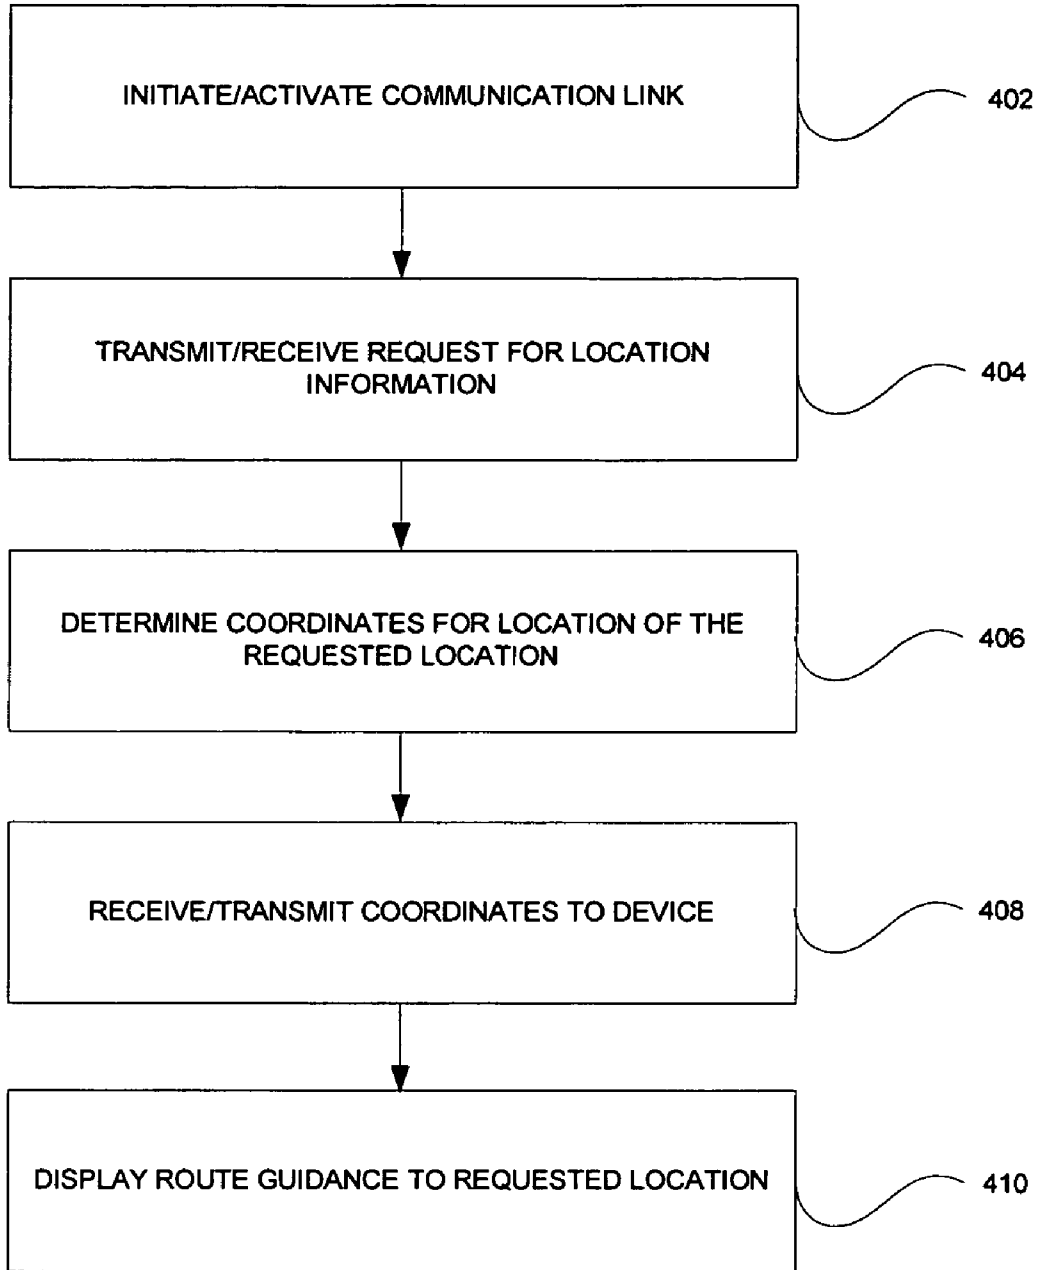 INITIATE/ACTIVATE COMMUNICATION LINK
402
TRANSMIT/RECEIVE REQUEST FOR LOCATION
INFORMATION
404
DETERMINE COORDINATES FOR LOCATION OF THE
REQUESTED LOCATION
406
RECEIVE/TRANSMIT COORDINATES TO DEVICE
408
DISPLAY ROUTE GUIDANCE TO REQUESTED LOCATION
410